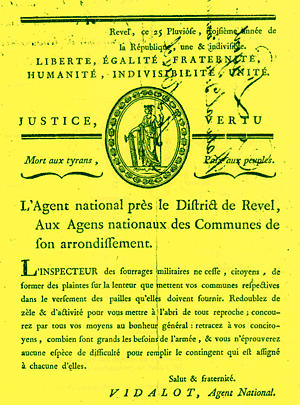 Revel, ce 25 Pluviôse, troisième année de
la République, une & indivisible.
LIBERTE, ÉGALITÉ, FRATERNITÉ,
HUMANITÉ, INDIVISIBILITÉ, UNITÉ.
JUSTICE, VERTU
Mort aux tyrans, Paix aux peuples.
L'Agent national près le District de Revel,
Aux Agens nationaux des Communes de
son arrondissement.
L'INSPECTEUR des fourrages militaires ne cesse, citoyens, de
former des plaintes sur la lenteur que mettent vos communes respectives
dans le versement des pailles qu'elles doivent fournir. Redoublez de
zèle & d'activité pour vous mettre à l'abri de tout reproche; concou-
rez par tous vos moyens au bonheur général: retracez à vos concito-
yens, combien sont grands les besoins de l'armée, & vous n'éprouverez
aucune espèce de difficulté pour remplir le contingent qui est assigné
à chacune d'elles.
Salut & fraternité.
VIDALOT, Agent National.